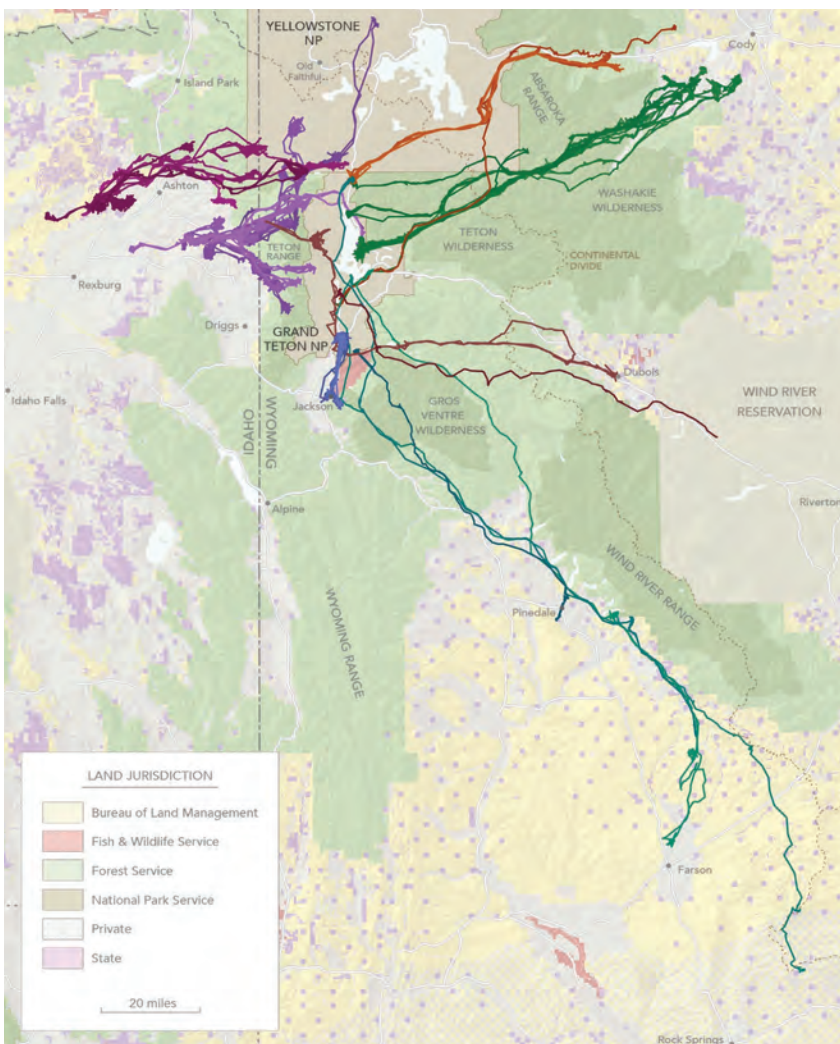 YELLOWSTONE
NP
Old
Faithful
Cody
Island Park
ABSAROKA
RANGE
Ashton
WASHAKIE
WILDERNESS
TETON
WILDERNESS
TETON
RANGE
CONTINENTAL
DIVIDE
Rexburg
Driggs
GRAND
TETON NP
Dubois
Idaho Falls
WIND RIVER
RESERVATION
Jackson
GROS
VENTRE
WILDERNESS
IDAHO
WYOMING
Alpine
Riverton
WIND RIVER RANGE
Pinedale
WYOMING RANGE
LAND JURISDICTION
Bureau of Land Management
Fish & Wildlife Service
Forest Service
National Park Service
Private
State
20 miles
Farson
Rock Springs